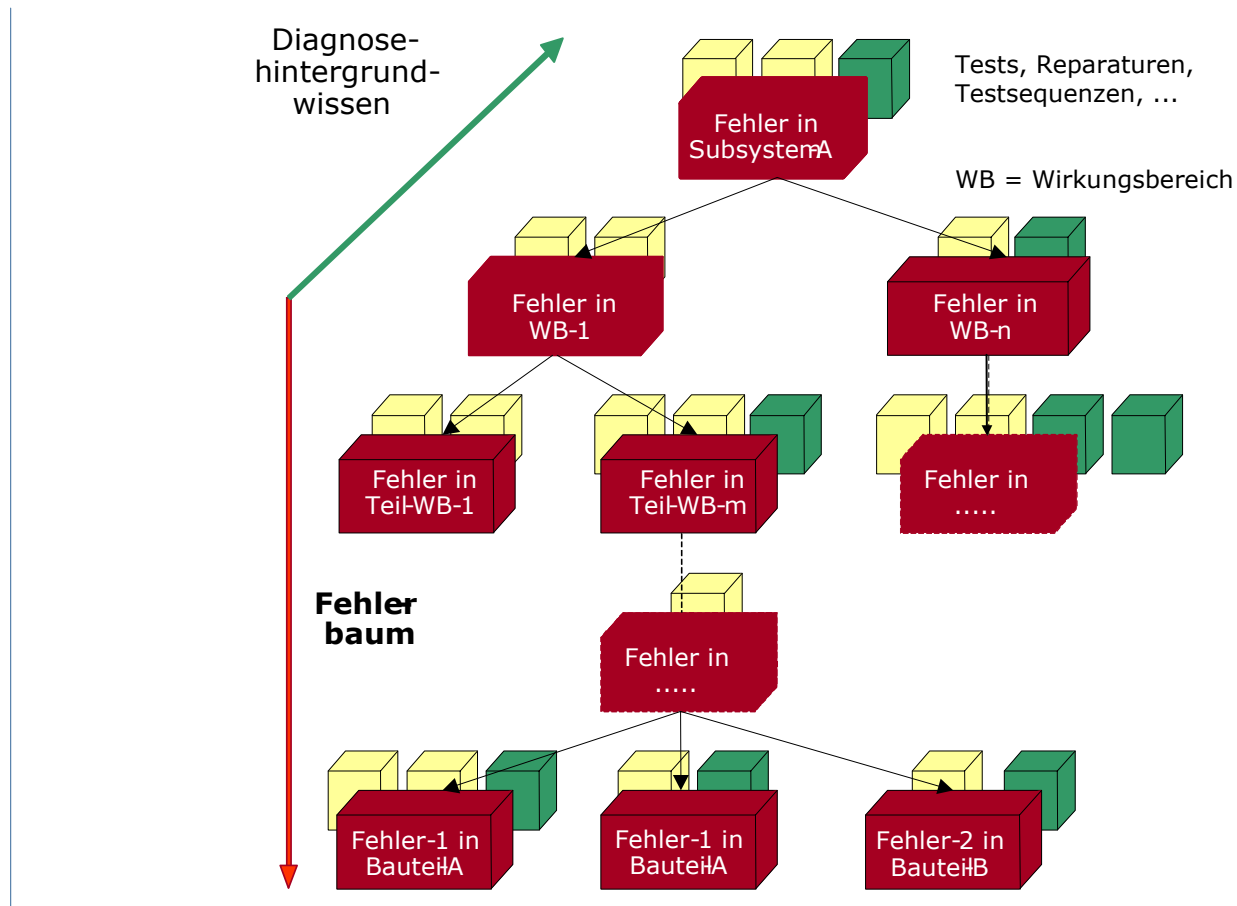 Diagnose-
hintergrund-
wissen
Tests, Reparaturen,
Testsequenzen, ...
Fehler in
Subsystem-A
WB = Wirkungsbereich
Fehler in
WB-1
Fehler in
WB-n
Fehler in
Teil-WB-1
Fehler in
Teil-WB-m
Fehler in
.....
Fehler-
baum
Fehler in
.....
Fehler-1 in
Bauteil-A
Fehler-1 in
Bauteil-A
Fehler-2 in
Bauteil-B